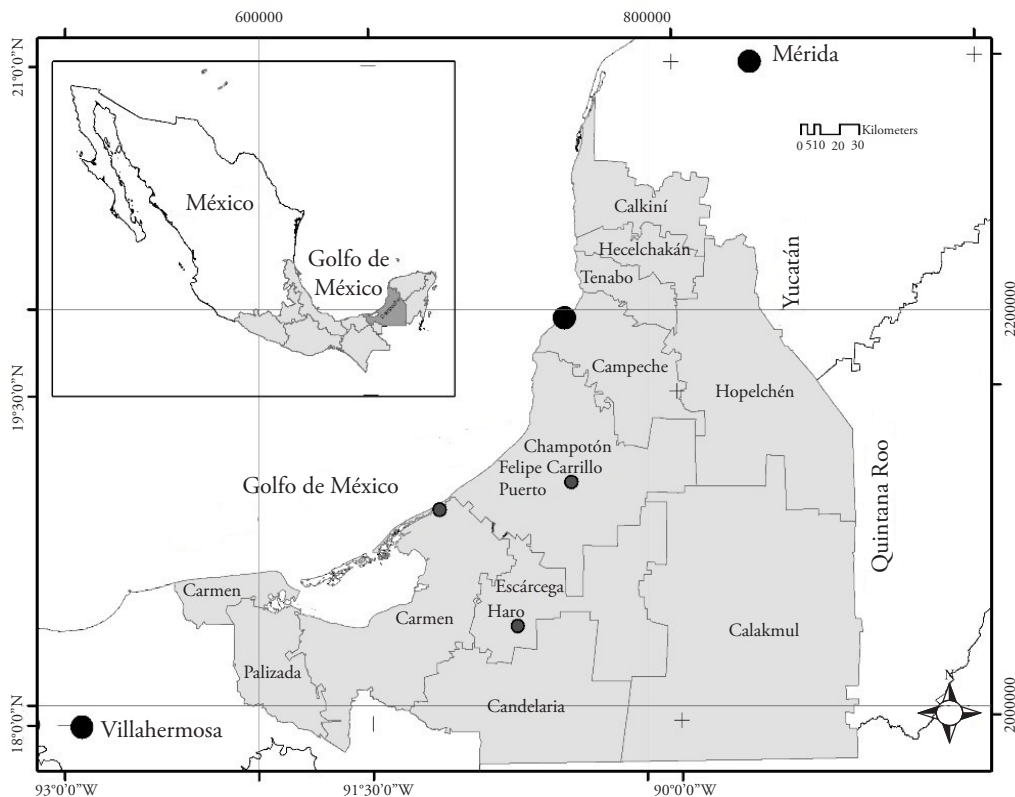 600000
800000
21°0’0”N
Mérida
Kilometers
0 510 20 30
México
Golfo de
México
Calkiní
Hecelchakán
Tenabo
Yucatán
2200000
Campeche
Hopelchén
19°30’0”N
Champotón
Felipe Carrillo
Puerto
Golfo de México
Quintana Roo
Escárcega
Haro
Carmen
Carmen
Calakmul
Palizada
Candelaria
N
2000000
Villahermosa
18°0’0”N
93°0’0”W
91°30’0”W
90°0’0”W